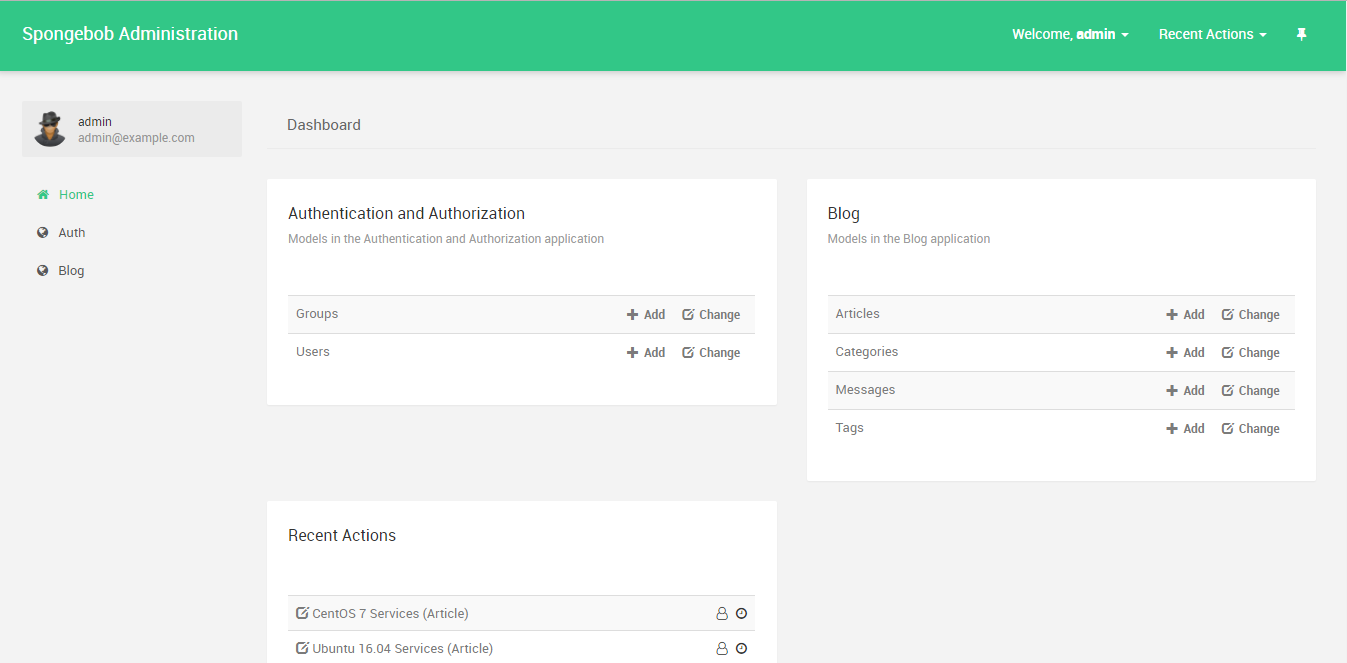 Spongebob Administration
Welcome, admin
Recent Actions
admin
admin@example.com
Home
Auth
Blog
Dashboard
Authentication and Authorization
Models in the Authentication and Authorization application
Groups Add Change
Users Add Change
Blog
Models in the Blog application
Articles Add Change
Categories Add Change
Messages Add Change
Tags Add Change
Recent Actions
CentOS 7 Services (Article)
Ubuntu 16.04 Services (Article)